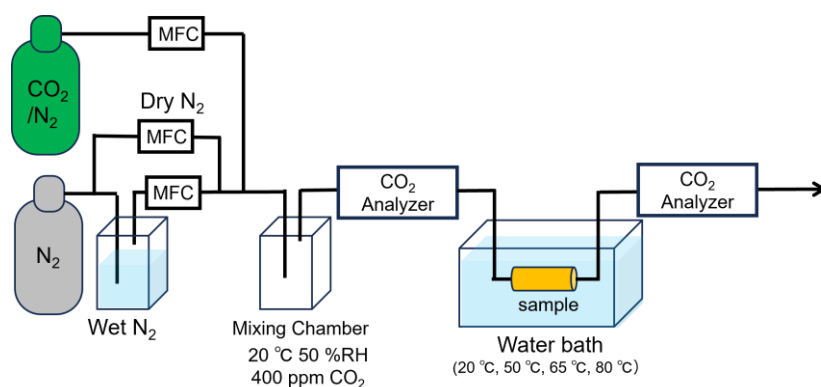 MFC
CO₂
/N₂
Dry N₂
MFC
MFC
N₂
Wet N₂
CO₂
Analyzer
CO₂
Analyzer
sample
Mixing Chamber
20 ℃ 50 %RH
400 ppm CO₂
Water bath
(20 ℃, 50 ℃, 65 ℃, 80 ℃)